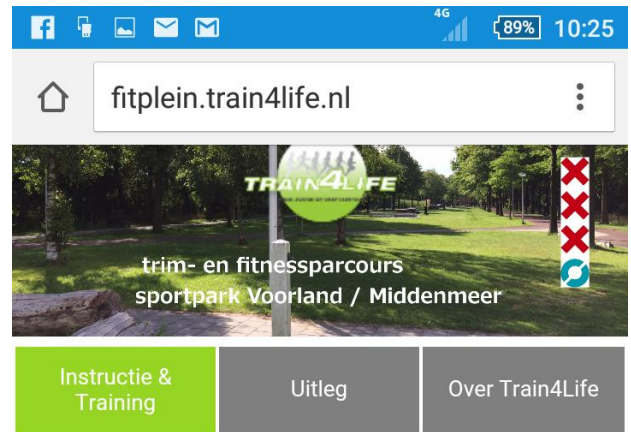 4G
89% 10:25
fitplein.train4life.nl
TRAIN4LIFE
trim- en fitnessparcours
sportpark Voorland / Middenmeer
Instructie &
Training
Uitleg
Over Train4Life